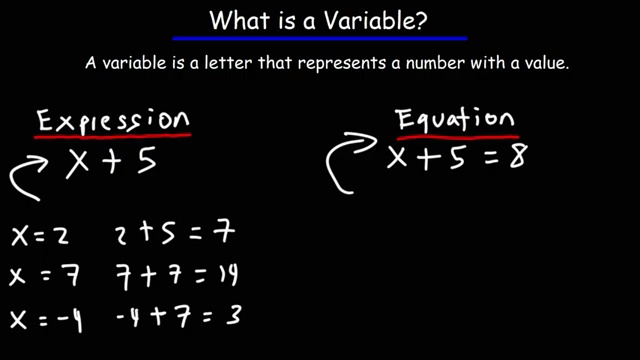 What is a Variable?
A variable is a letter that represents a number with a value.
Expression
x + 5
x = 2 2 + 5 = 7
x = 7 7 + 7 = 14
x = -4 -4 + 7 = 3
Equation
x + 5 = 8